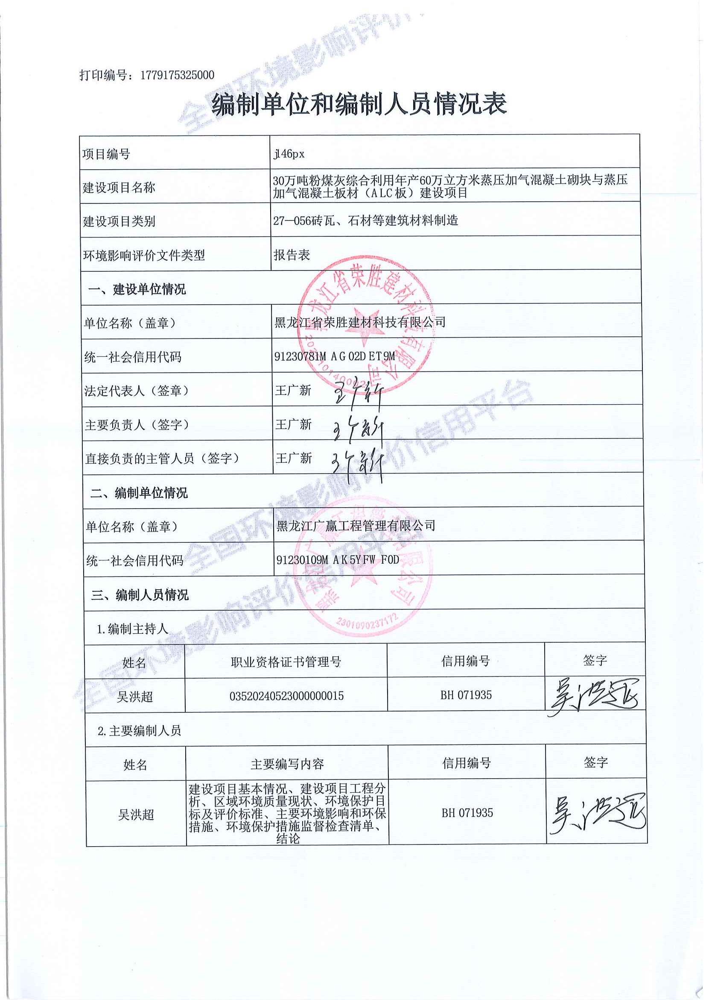 打印编号：1779175325000
编制单位和编制人员情况表
项目编号 jl46px
建设项目名称 30万吨粉煤灰综合利用年产60万立方米蒸压加气混凝土砌块与蒸压
加气混凝土板材（ALC板）建设项目
建设项目类别 27—056砖瓦、石材等建筑材料制造
环境影响评价文件类型 报告表
一、建设单位情况
单位名称（盖章） 黑龙江省荣胜建材科技有限公司
统一社会信用代码 91230781MAG02DET9M
法定代表人（签章） 王广新 王广新
主要负责人（签字） 王广新 王广新
直接负责的主管人员（签字） 王广新 王广新
二、编制单位情况
单位名称（盖章） 黑龙江广赢工程管理有限公司
统一社会信用代码 91230109MAK5YFWF0D
三、编制人员情况
1.编制主持人
姓名 职业资格证书管理号 信用编号 签字
吴洪超 03520240523000000015 BH071935
2.主要编制人员
姓名 主要编写内容 信用编号 签字
吴洪超 建设项目基本情况、建设项目工程分
析、区域环境质量现状、环境保护目
标及评价标准、主要环境影响和环保
措施、环境保护措施监督检查清单、
结论 BH071935
黑龙江省荣胜建材科技有限公司
黑龙江广赢工程管理有限公司
2301090237172
全国环境影响评价信用平台
全国环境影响评价信用平台